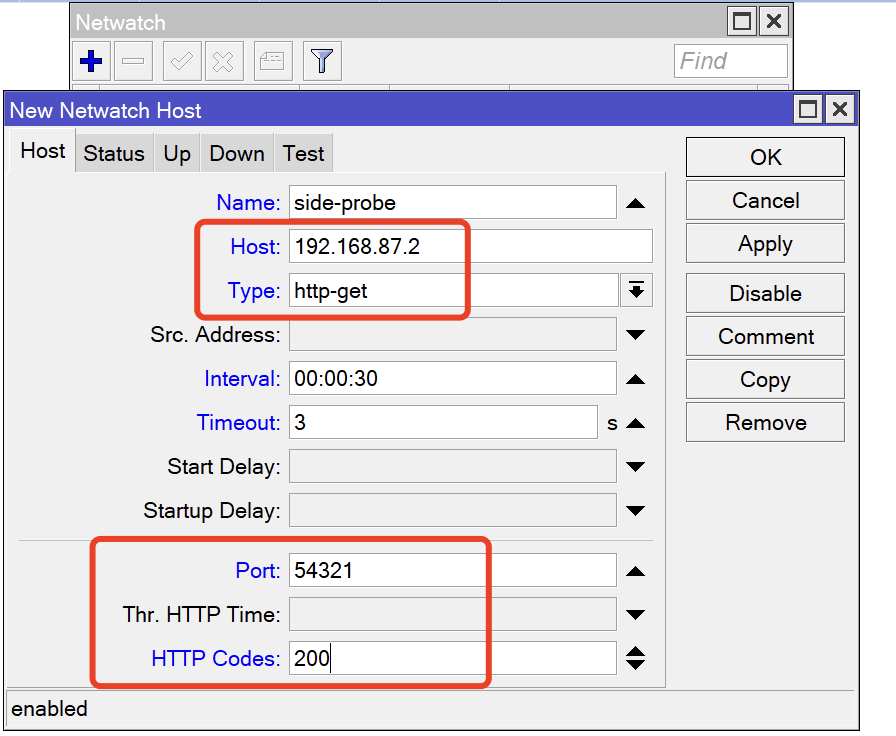 Netwatch
Find
New Netwatch Host
Host Status Up Down Test
Name: side-probe
Host: 192.168.87.2
Type: http-get
Src. Address:
Interval: 00:00:30
Timeout: 3 s
Start Delay:
Startup Delay:
Port: 54321
Thr. HTTP Time:
HTTP Codes: 200
OK
Cancel
Apply
Disable
Comment
Copy
Remove
enabled